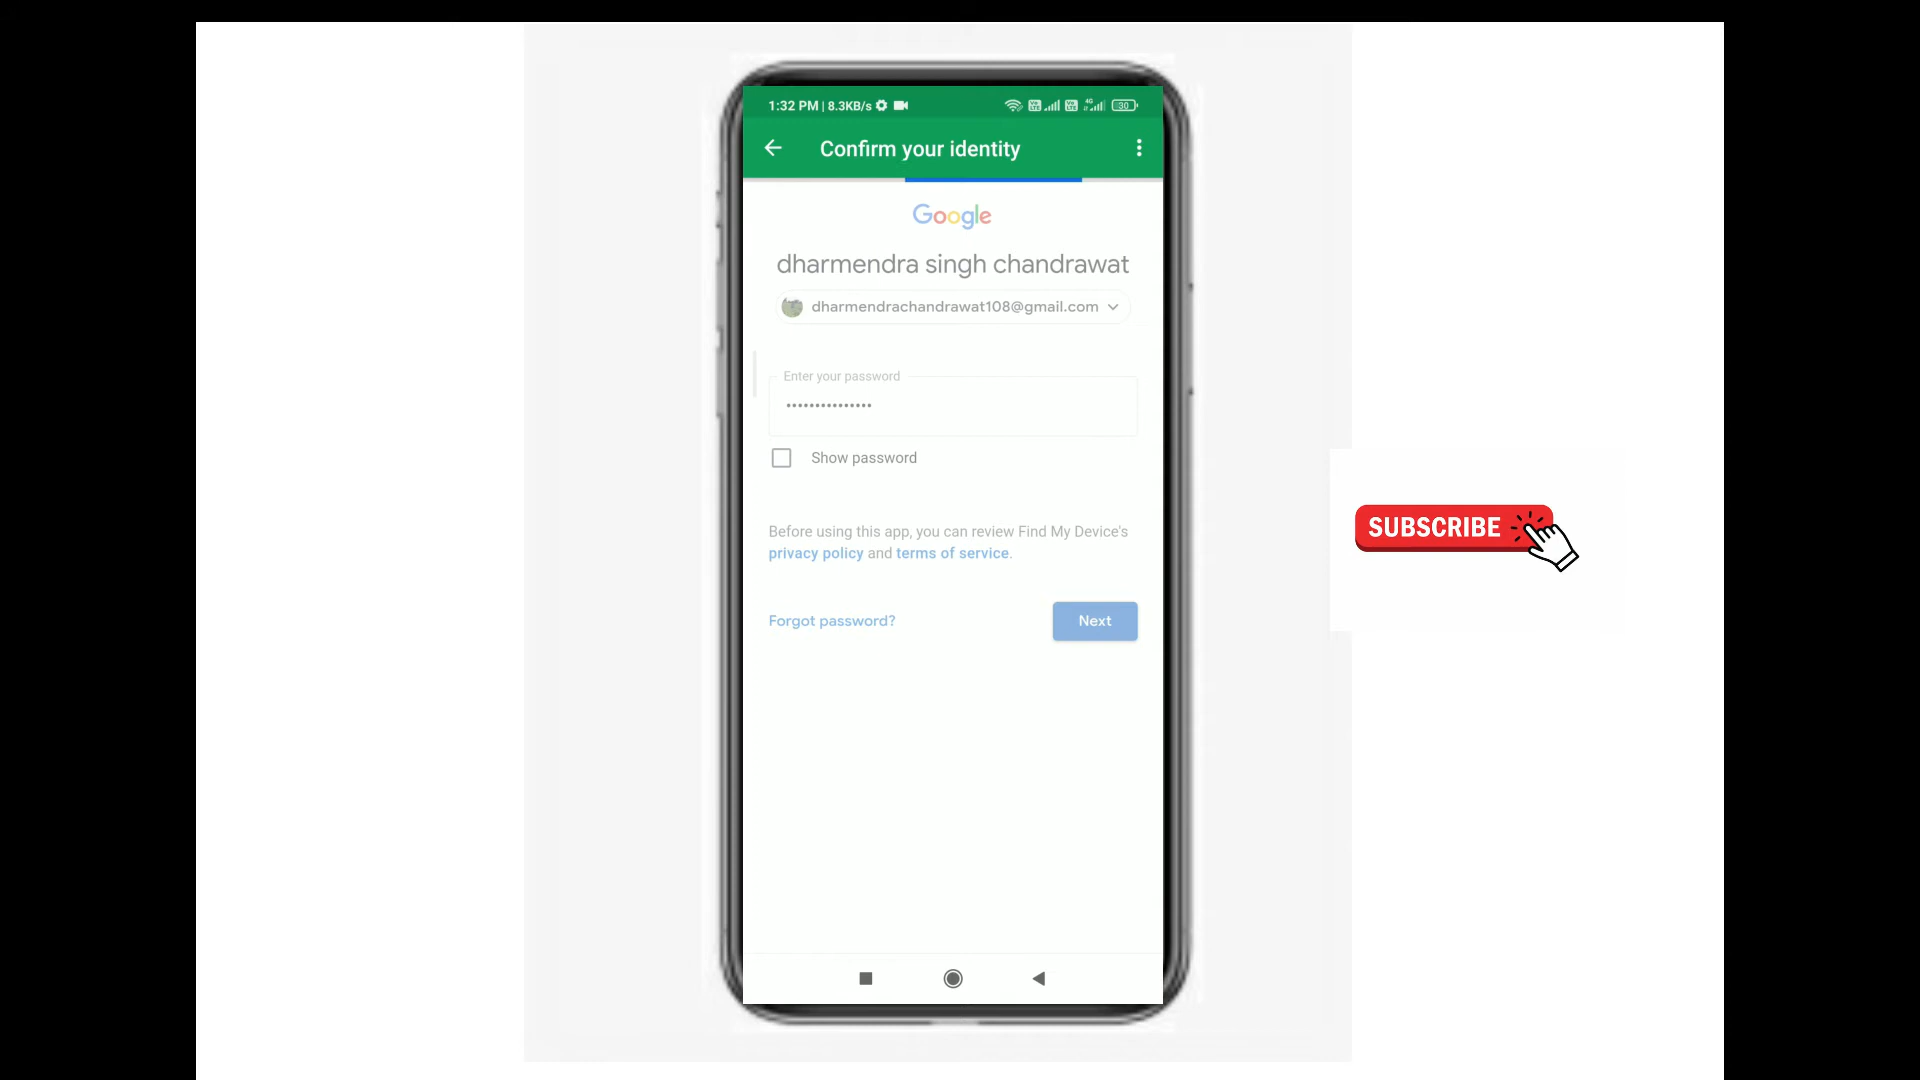 1:32 PM | 8.3KB/s
30
Confirm your identity
Google
dharmendra singh chandrawat
dharmendrachandrawat108@gmail.com
Enter your password
•••••••••••••••
Show password
Before using this app, you can review Find My Device's
privacy policy and terms of service.
Forgot password?
Next
SUBSCRIBE